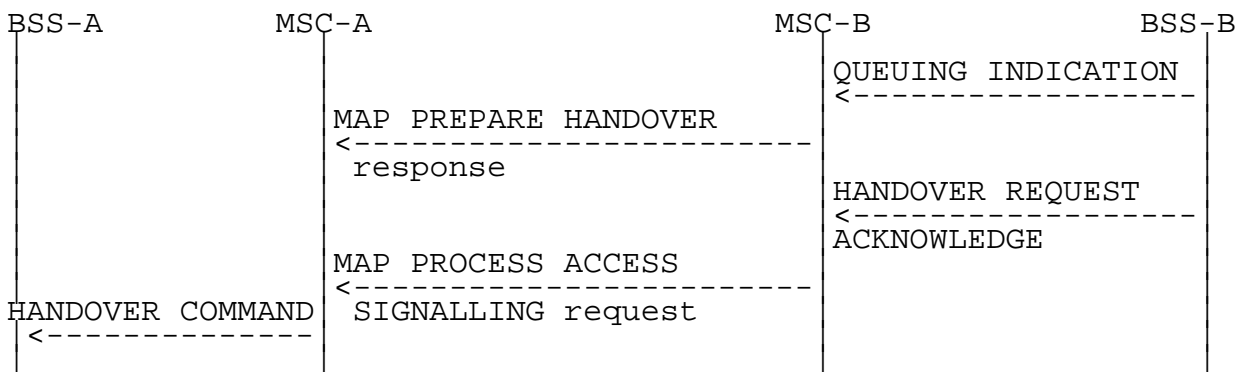 BSS-A MSC-A MSC-B BSS-B
QUEUING INDICATION
MAP PREPARE HANDOVER
response
HANDOVER REQUEST
ACKNOWLEDGE
MAP PROCESS ACCESS
HANDOVER COMMAND SIGNALLING request